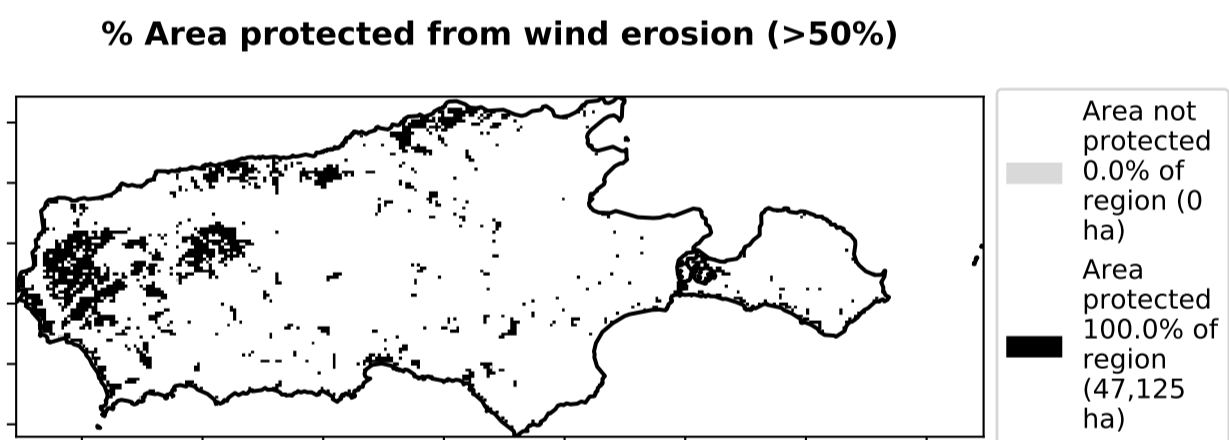 % Area protected from wind erosion (>50%)
Area not
protected
0.0% of
region (0
ha)
Area
protected
100.0% of
region
(47,125
ha)